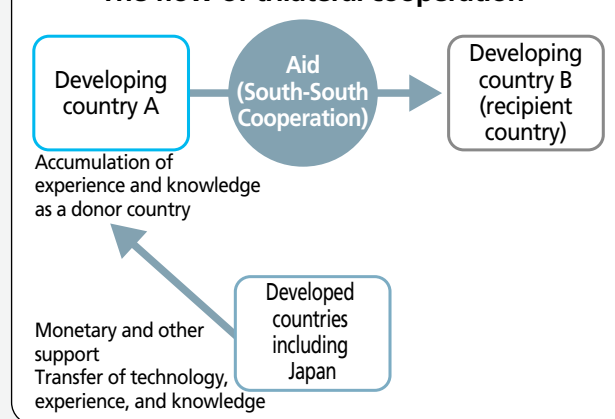 Developing
country A
Aid
(South-South
Cooperation)
Developing
country B
(recipient
country)
Accumulation of
experience and knowledge
as a donor country
Developed
countries
including
Japan
Monetary and other
support
Transfer of technology,
experience, and knowledge